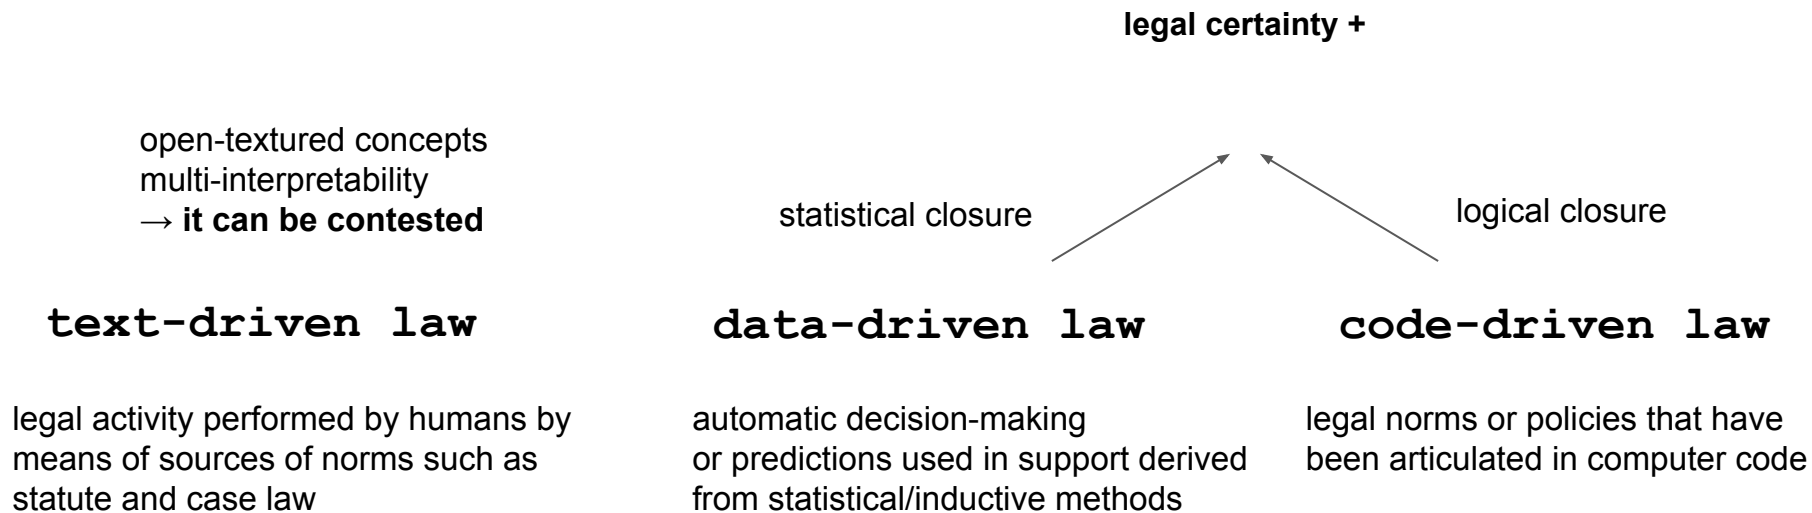 legal certainty +
open-textured concepts
multi-interpretability
→ it can be contested
statistical closure
logical closure
text-driven law
data-driven law
code-driven law
legal activity performed by humans by
means of sources of norms such as
statute and case law
automatic decision-making
or predictions used in support derived
from statistical/inductive methods
legal norms or policies that have
been articulated in computer code